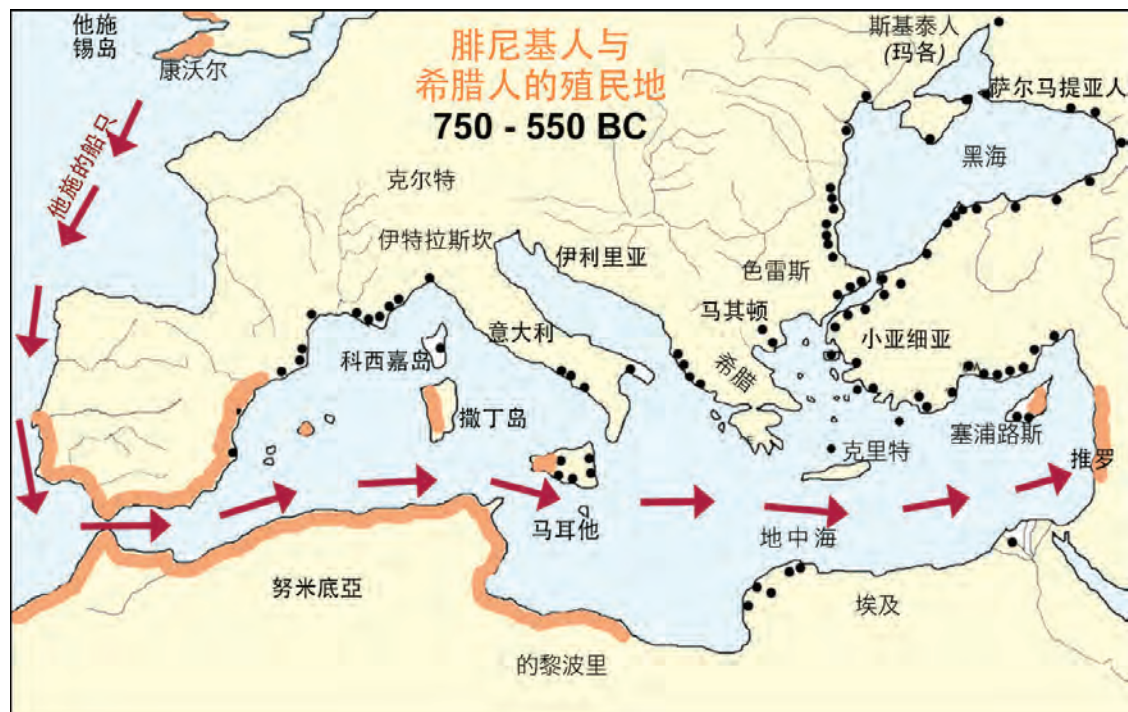 他施
锡岛
康沃尔
他施的船只
腓尼基人与
希腊人的殖民地
750 - 550 BC
斯基泰人
(玛各)
萨尔马提亚人
黑海
克尔特
伊特拉斯坎
伊利里亚
色雷斯
马其顿
小亚细亚
意大利
科西嘉岛
希腊
撒丁岛
塞浦路斯
克里特
推罗
马耳他
地中海
努米底亞
埃及
的黎波里